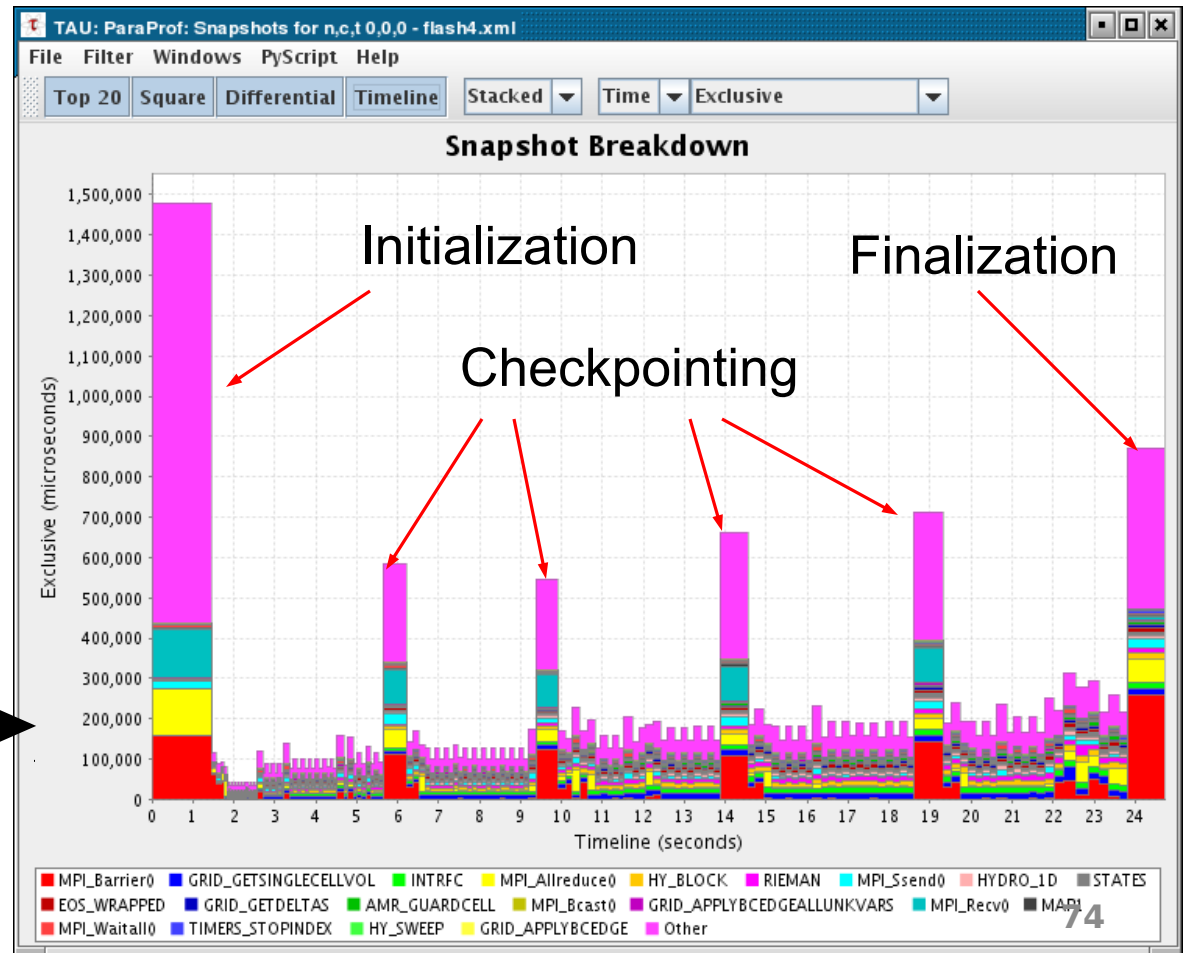 TAU: ParaProf: Snapshots for n,c,t 0,0,0 - flash4.xml
File Filter Windows PyScript Help
Top 20 Square Differential Timeline Stacked Time Exclusive
Snapshot Breakdown
Exclusive (microseconds)
1,500,000
1,400,000
1,300,000
1,200,000
1,100,000
1,000,000
900,000
800,000
700,000
600,000
500,000
400,000
300,000
200,000
100,000
0
Initialization
Finalization
Checkpointing
0 1 2 3 4 5 6 7 8 9 10 11 12 13 14 15 16 17 18 19 20 21 22 23 24
Timeline (seconds)
MPI_Barrier() GRID_GETSINGLECELLVOL INTRFC MPI_Allreduce() HY_BLOCK RIEMAN MPI_Ssend() HYDRO_1D STATES
EOS_WRAPPED GRID_GETDELTAS AMR_GUARDCELL MPI_Bcast() GRID_APPLYBCEDGEALLUNKVARS MPI_Recv()
MPI_Waitall() TIMERS_STOPINDEX HY_SWEEP GRID_APPLYBCEDGE Other
74